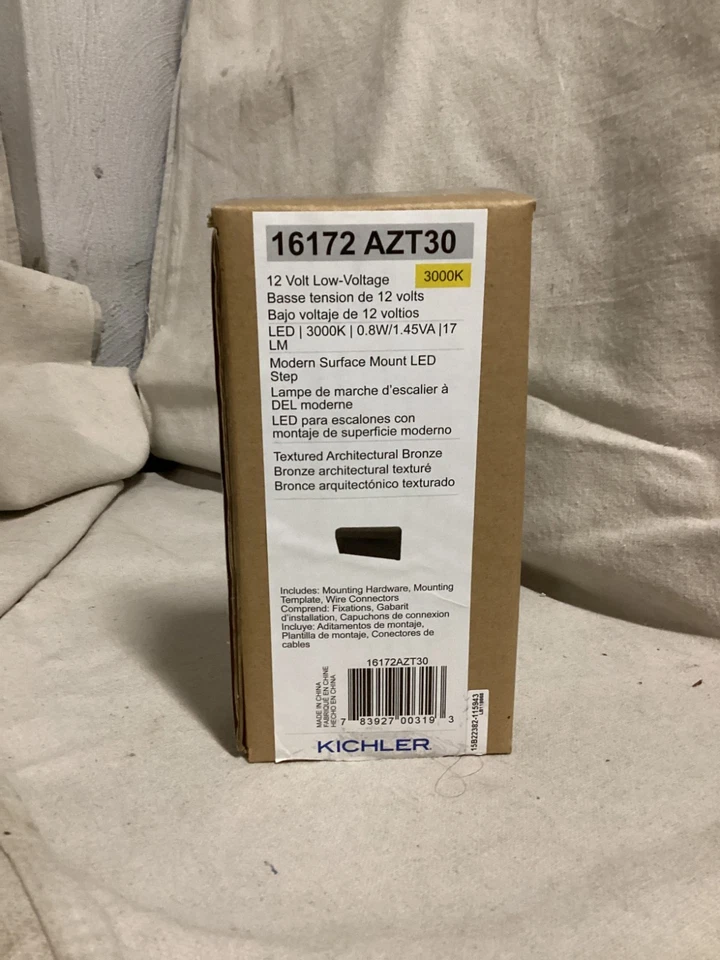 16172 AZT30
12 Volt Low-Voltage
3000K
Basse tension de 12 volts
Bajo voltaje de 12 voltios
LED | 3000K | 0.8W/1.45VA |17
LM
Modern Surface Mount LED
Step
Lampe de marche d'escalier à
DEL moderne
LED para escalones con
montaje de superficie moderno
Textured Architectural Bronze
Bronze architectural texturé
Bronce arquitectónico texturado
Includes: Mounting Hardware, Mounting
Template, Wire Connectors
Comprend: Fixations, Gabarit
d'installation, Capuchons de connexion
Incluye: Aditamentos de montaje,
Plantilla de montaje, Conectores de
cables
16172AZT30
MADE IN CHINA
FABRIQUÉ EN CHINE
HECHO EN CHINA
7 83927 00319 3
15B22382-115943
KICHLER